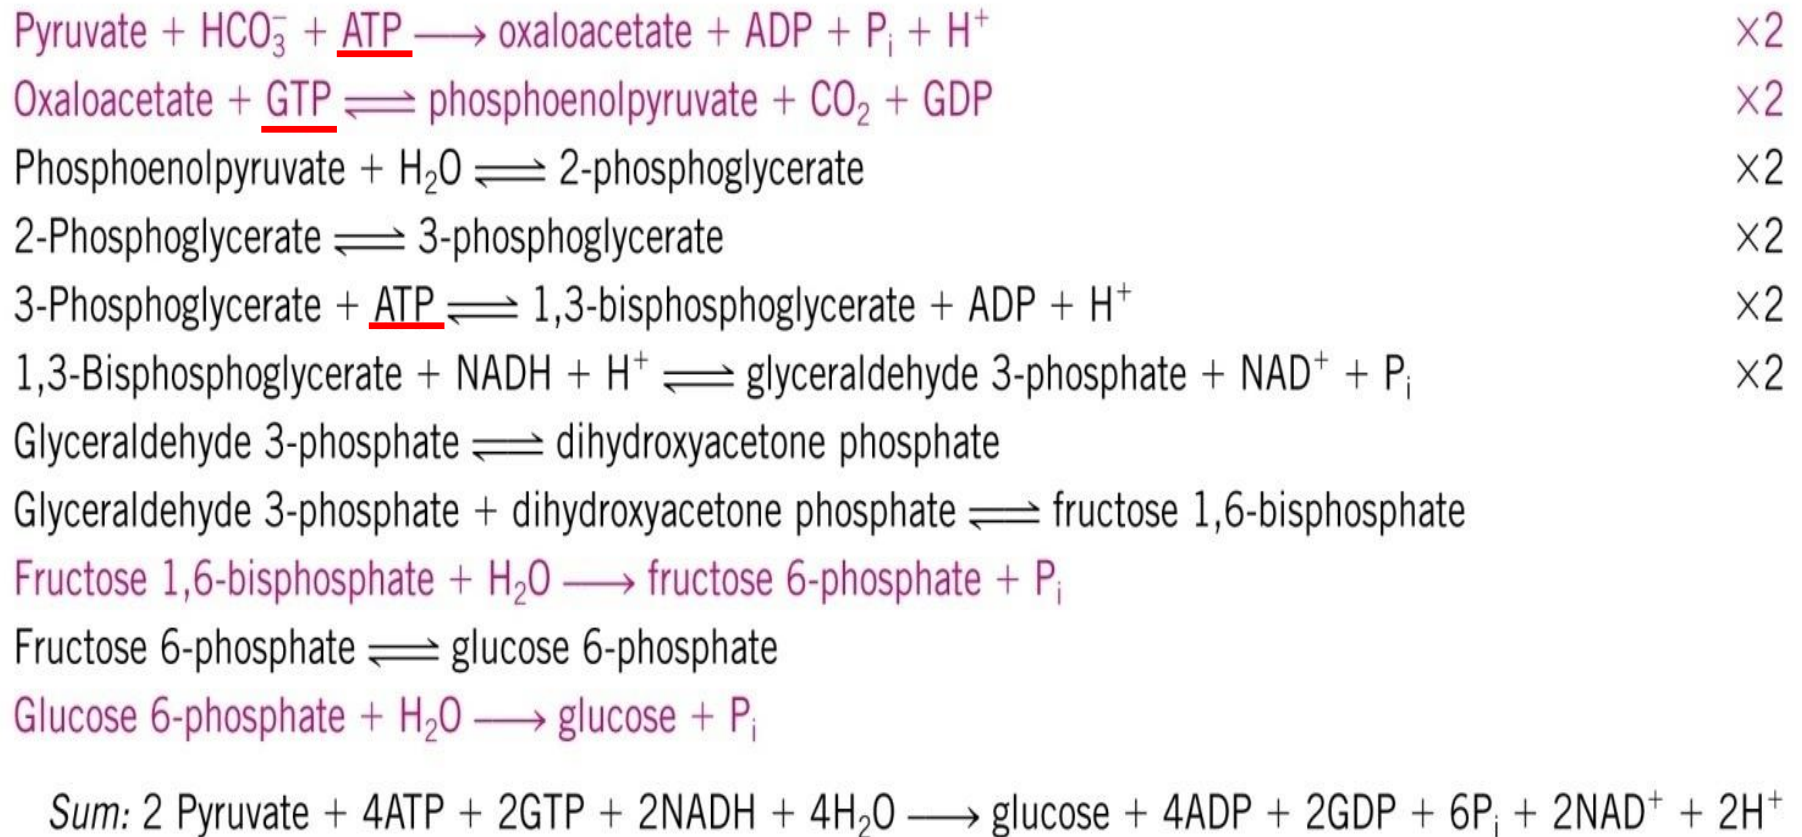 Pyruvate + HCO₃⁻ + ATP ⟶ oxaloacetate + ADP + Pᵢ + H⁺ ×2
Oxaloacetate + GTP ⇌ phosphoenolpyruvate + CO₂ + GDP ×2
Phosphoenolpyruvate + H₂O ⇌ 2-phosphoglycerate ×2
2-Phosphoglycerate ⇌ 3-phosphoglycerate ×2
3-Phosphoglycerate + ATP ⇌ 1,3-bisphosphoglycerate + ADP + H⁺ ×2
1,3-Bisphosphoglycerate + NADH + H⁺ ⇌ glyceraldehyde 3-phosphate + NAD⁺ + Pᵢ ×2
Glyceraldehyde 3-phosphate ⇌ dihydroxyacetone phosphate
Glyceraldehyde 3-phosphate + dihydroxyacetone phosphate ⇌ fructose 1,6-bisphosphate
Fructose 1,6-bisphosphate + H₂O ⟶ fructose 6-phosphate + Pᵢ
Fructose 6-phosphate ⇌ glucose 6-phosphate
Glucose 6-phosphate + H₂O ⟶ glucose + Pᵢ
Sum: 2 Pyruvate + 4ATP + 2GTP + 2NADH + 4H₂O ⟶ glucose + 4ADP + 2GDP + 6Pᵢ + 2NAD⁺ + 2H⁺